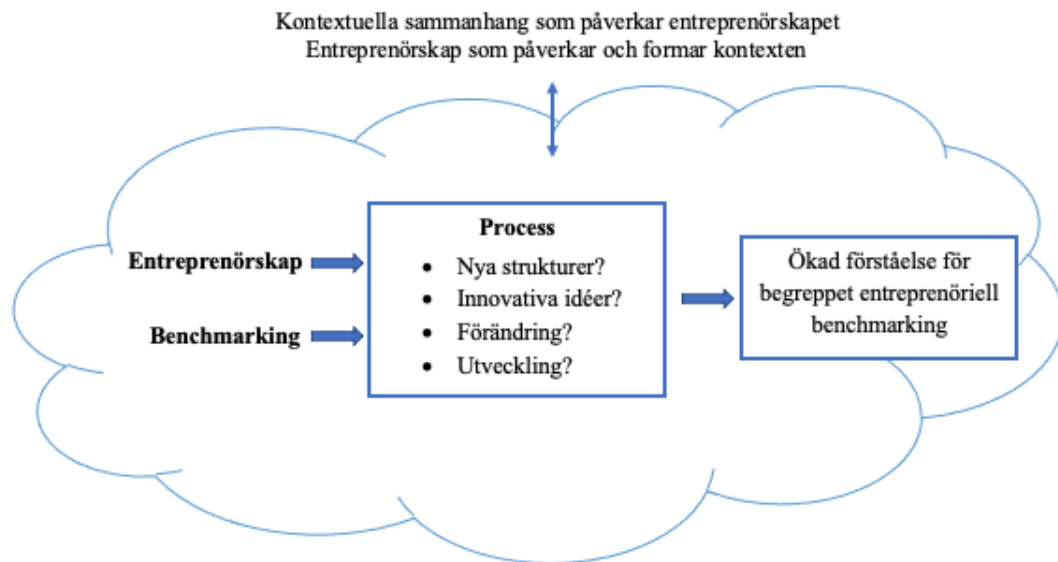 Kontextuella sammanhang som påverkar entreprenörskapet
Entreprenörskap som påverkar och formar kontexten
Entreprenörskap
Benchmarking
Process
• Nya strukturer?
• Innovativa idéer?
• Förändring?
• Utveckling?
Ökad förståelse för
begreppet entreprenöriell
benchmarking